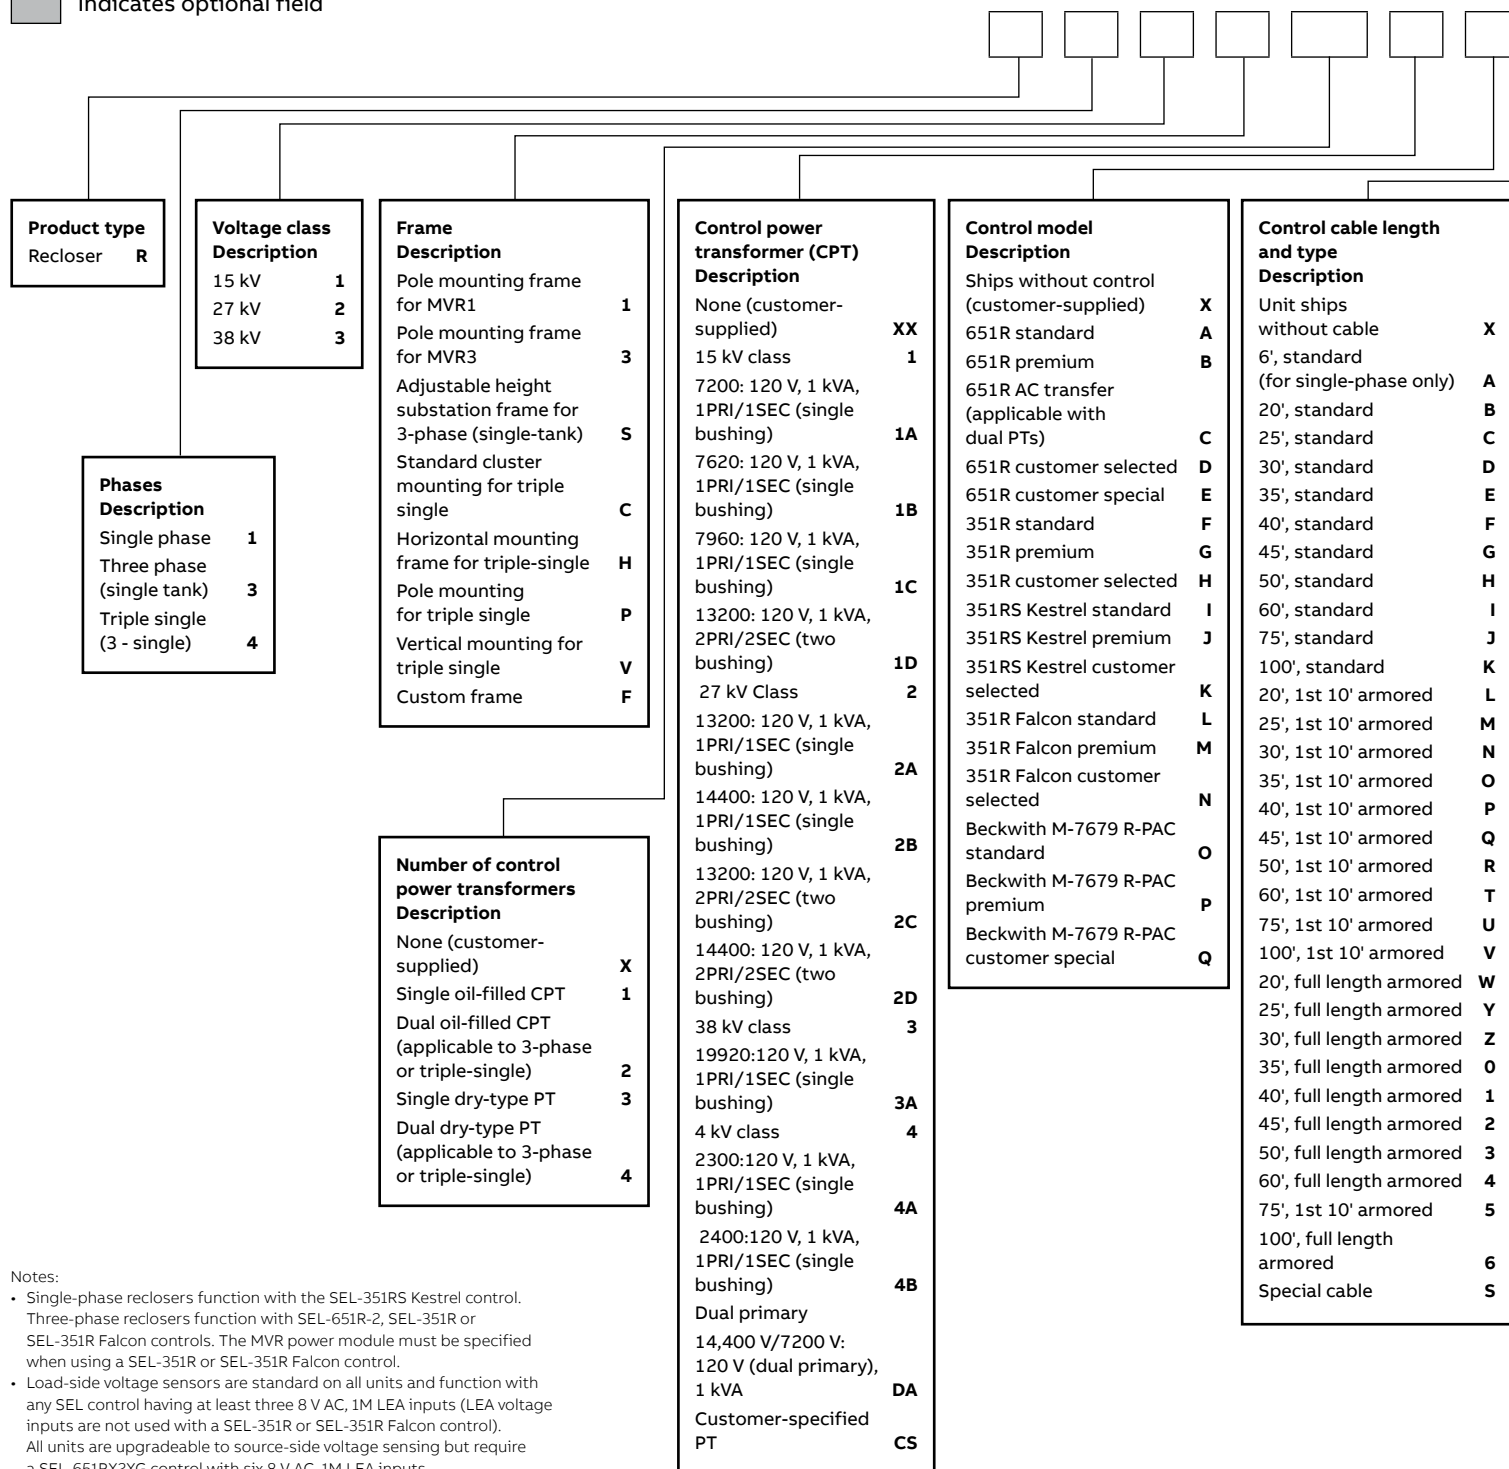 Indicates optional field
Product type
Recloser R
Phases
Description
Single phase 1
Three phase
(single tank) 3
Triple single
(3 - single) 4
Voltage class
Description
15 kV 1
27 kV 2
38 kV 3
Frame
Description
Pole mounting frame
for MVR1 1
Pole mounting frame
for MVR3 3
Adjustable height
substation frame for
3-phase (single-tank) S
Standard cluster
mounting for triple
single C
Horizontal mounting
frame for triple-single H
Pole mounting
for triple single P
Vertical mounting for
triple single V
Custom frame F
Number of control
power transformers
Description
None (customer-
supplied) X
Single oil-filled CPT 1
Dual oil-filled CPT
(applicable to 3-phase
or triple-single) 2
Single dry-type PT 3
Dual dry-type PT
(applicable to 3-phase
or triple-single) 4
Control power
transformer (CPT)
Description
None (customer-
supplied) XX
15 kV class 1
7200: 120 V, 1 kVA,
1PRI/1SEC (single
bushing) 1A
7620: 120 V, 1 kVA,
1PRI/1SEC (single
bushing) 1B
7960: 120 V, 1 kVA,
1PRI/1SEC (single
bushing) 1C
13200: 120 V, 1 kVA,
2PRI/2SEC (two
bushing) 1D
27 kV Class 2
13200: 120 V, 1 kVA,
1PRI/1SEC (single
bushing) 2A
14400: 120 V, 1 kVA,
1PRI/1SEC (single
bushing) 2B
13200: 120 V, 1 kVA,
2PRI/2SEC (two
bushing) 2C
14400: 120 V, 1 kVA,
2PRI/2SEC (two
bushing) 2D
38 kV class 3
19920:120 V, 1 kVA,
1PRI/1SEC (single
bushing) 3A
4 kV class 4
2300:120 V, 1 kVA,
1PRI/1SEC (single
bushing) 4A
2400:120 V, 1 kVA,
1PRI/1SEC (single
bushing) 4B
Dual primary
14,400 V/7200 V:
120 V (dual primary),
1 kVA DA
Customer-specified
PT CS
Control model
Description
Ships without control
(customer-supplied) X
651R standard A
651R premium B
651R AC transfer
(applicable with
dual PTs) C
651R customer selected D
651R customer special E
351R standard F
351R premium G
351R customer selected H
351RS Kestrel standard I
351RS Kestrel premium J
351RS Kestrel customer
selected K
351R Falcon standard L
351R Falcon premium M
351R Falcon customer
selected N
Beckwith M-7679 R-PAC
standard O
Beckwith M-7679 R-PAC
premium P
Beckwith M-7679 R-PAC
customer special Q
Control cable length
and type
Description
Unit ships
without cable X
6', standard
(for single-phase only) A
20', standard B
25', standard C
30', standard D
35', standard E
40', standard F
45', standard G
50', standard H
60', standard I
75', standard J
100', standard K
20', 1st 10' armored L
25', 1st 10' armored M
30', 1st 10' armored N
35', 1st 10' armored O
40', 1st 10' armored P
45', 1st 10' armored Q
50', 1st 10' armored R
60', 1st 10' armored T
75', 1st 10' armored U
100', 1st 10' armored V
20', full length armored W
25', full length armored Y
30', full length armored Z
35', full length armored 0
40', full length armored 1
45', full length armored 2
50', full length armored 3
60', full length armored 4
75', 1st 10' armored 5
100', full length
armored 6
Special cable S
Notes:
• Single-phase reclosers function with the SEL-351RS Kestrel control.
Three-phase reclosers function with SEL-651R-2, SEL-351R or
SEL-351R Falcon controls. The MVR power module must be specified
when using a SEL-351R or SEL-351R Falcon control.
• Load-side voltage sensors are standard on all units and function with
any SEL control having at least three 8 V AC, 1M LEA inputs (LEA voltage
inputs are not used with a SEL-351R or SEL-351R Falcon control).
All units are upgradeable to source-side voltage sensing but require
a SEL-651RX2XG control with six 8 V AC, 1M LEA inputs